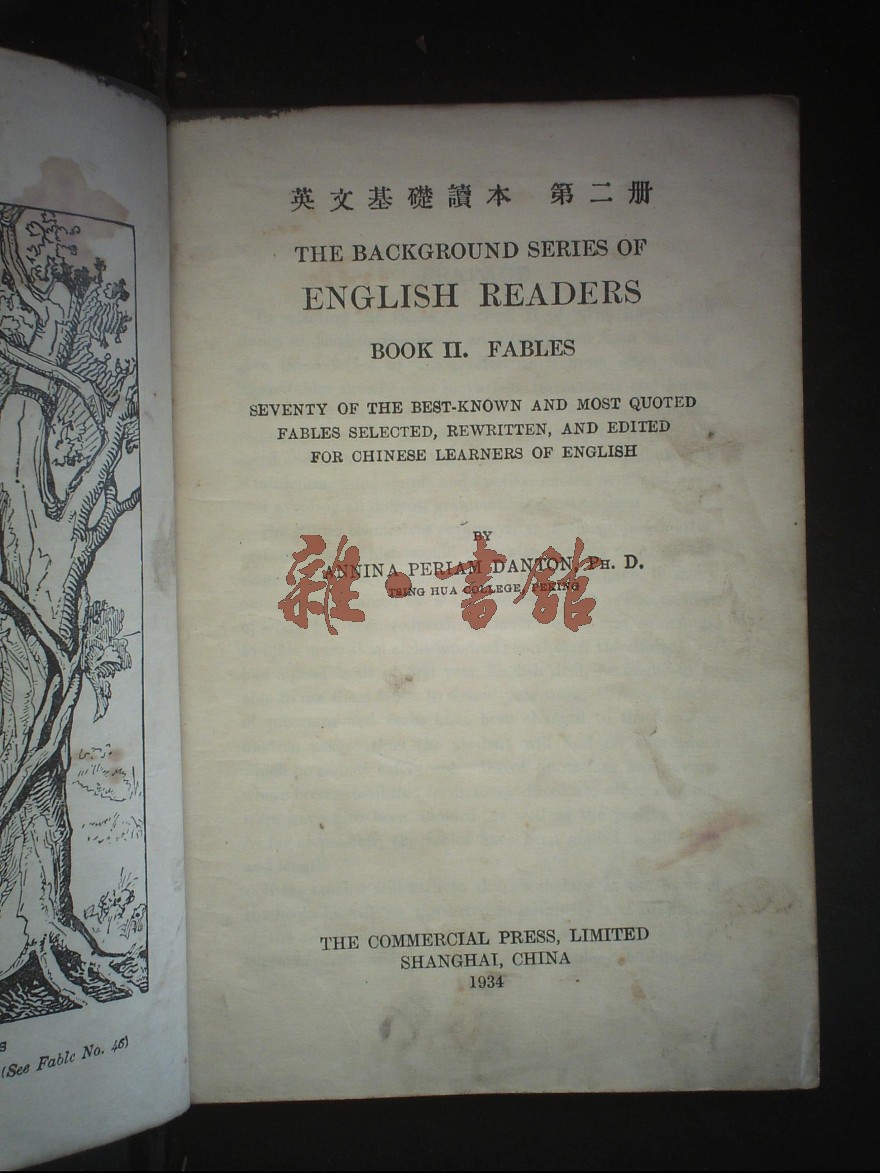 英文基礎讀本 第二册
THE BACKGROUND SERIES OF
ENGLISH READERS
BOOK II. FABLES
SEVENTY OF THE BEST-KNOWN AND MOST QUOTED
FABLES SELECTED, REWRITTEN, AND EDITED
FOR CHINESE LEARNERS OF ENGLISH
BY
ANNINA PERIAM DANTON, PH. D.
TSING HUA COLLEGE, PEKING
雜·書館
THE COMMERCIAL PRESS, LIMITED
SHANGHAI, CHINA
1934
S
(See Fable No. 46)